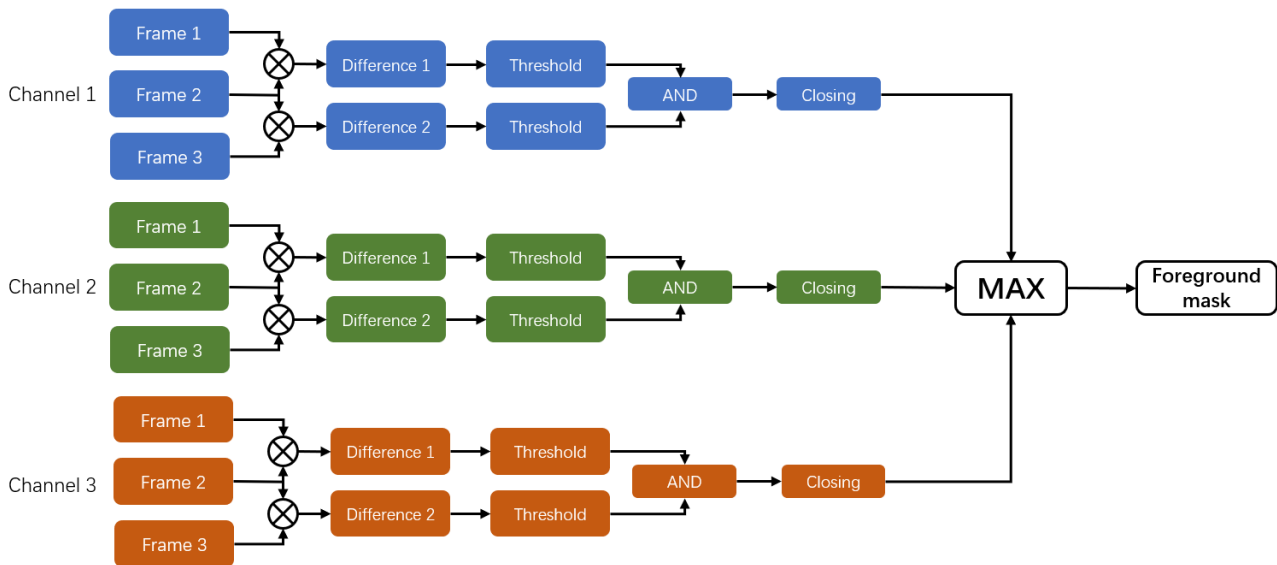 Frame 1
Difference 1
Threshold
Channel 1
Frame 2
AND
Closing
Difference 2
Threshold
Frame 3
Frame 1
Difference 1
Threshold
Channel 2
Frame 2
AND
Closing
Difference 2
Threshold
Frame 3
MAX
Foreground
mask
Frame 1
Difference 1
Threshold
Channel 3
Frame 2
AND
Closing
Difference 2
Threshold
Frame 3